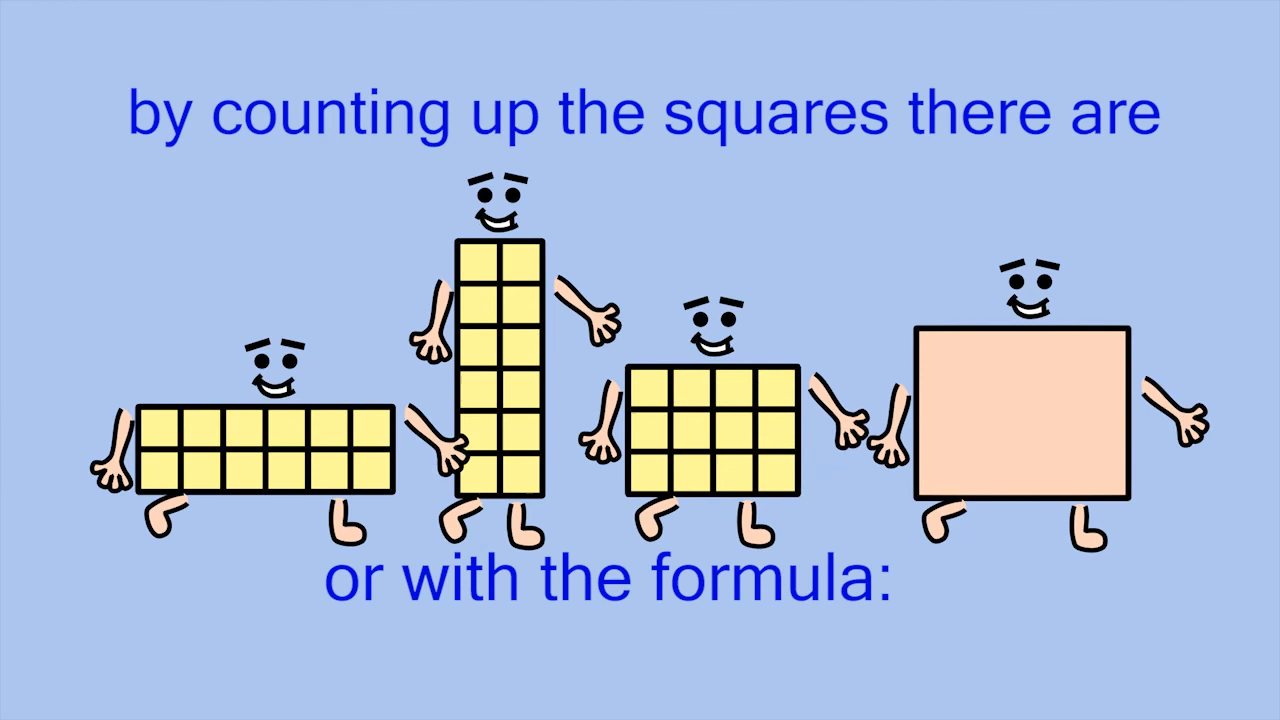 by counting up the squares there are
or with the formula: